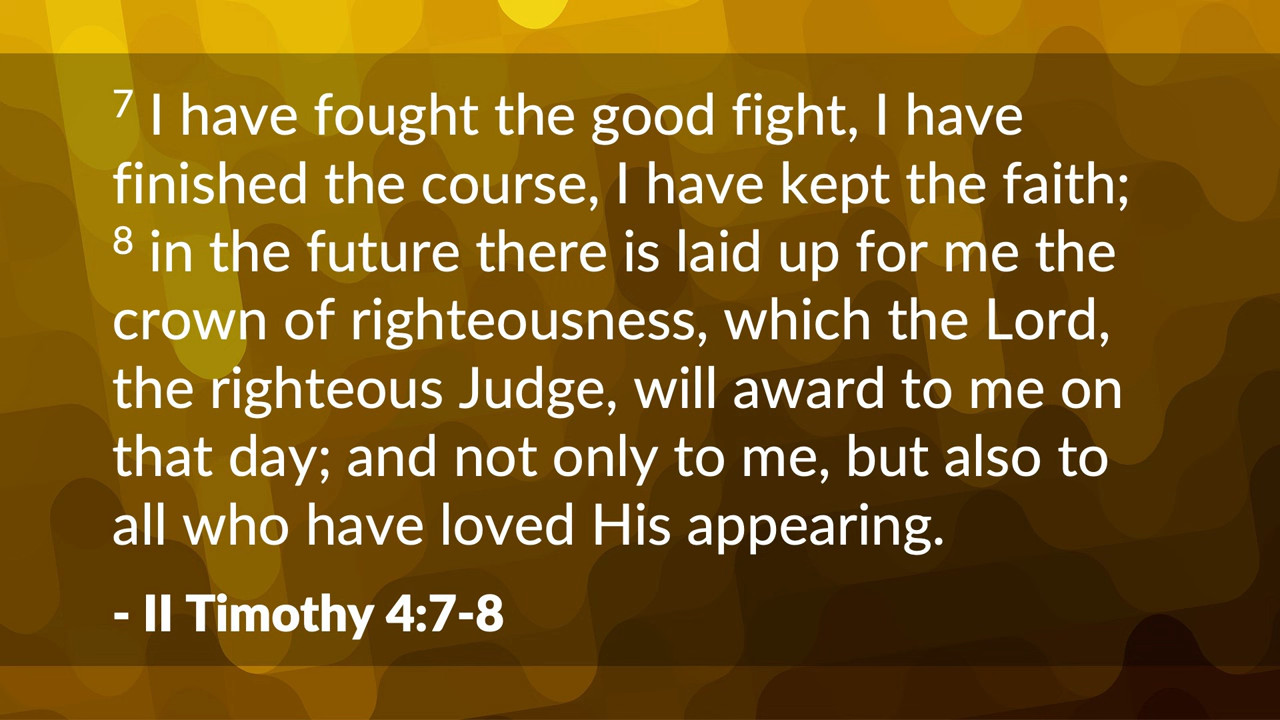 7 I have fought the good fight, I have
finished the course, I have kept the faith;
8 in the future there is laid up for me the
crown of righteousness, which the Lord,
the righteous Judge, will award to me on
that day; and not only to me, but also to
all who have loved His appearing.
- II Timothy 4:7-8